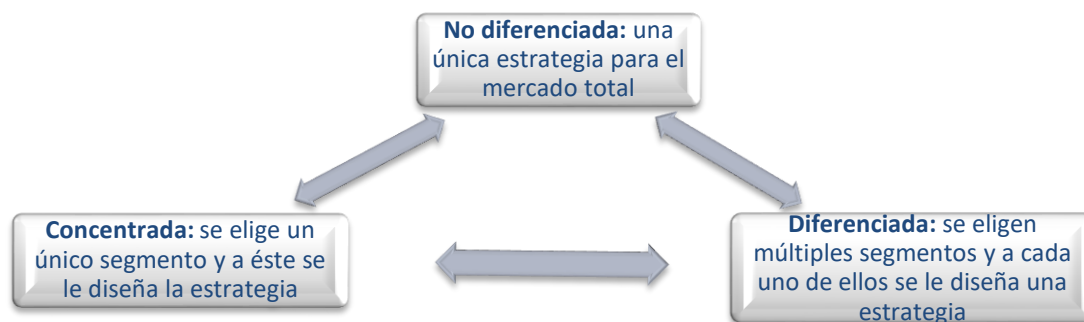 No diferenciada: una
única estrategia para el
mercado total
Concentrada: se elige un
único segmento y a éste se
le diseña la estrategia
Diferenciada: se eligen
múltiples segmentos y a cada
uno de ellos se le diseña una
estrategia